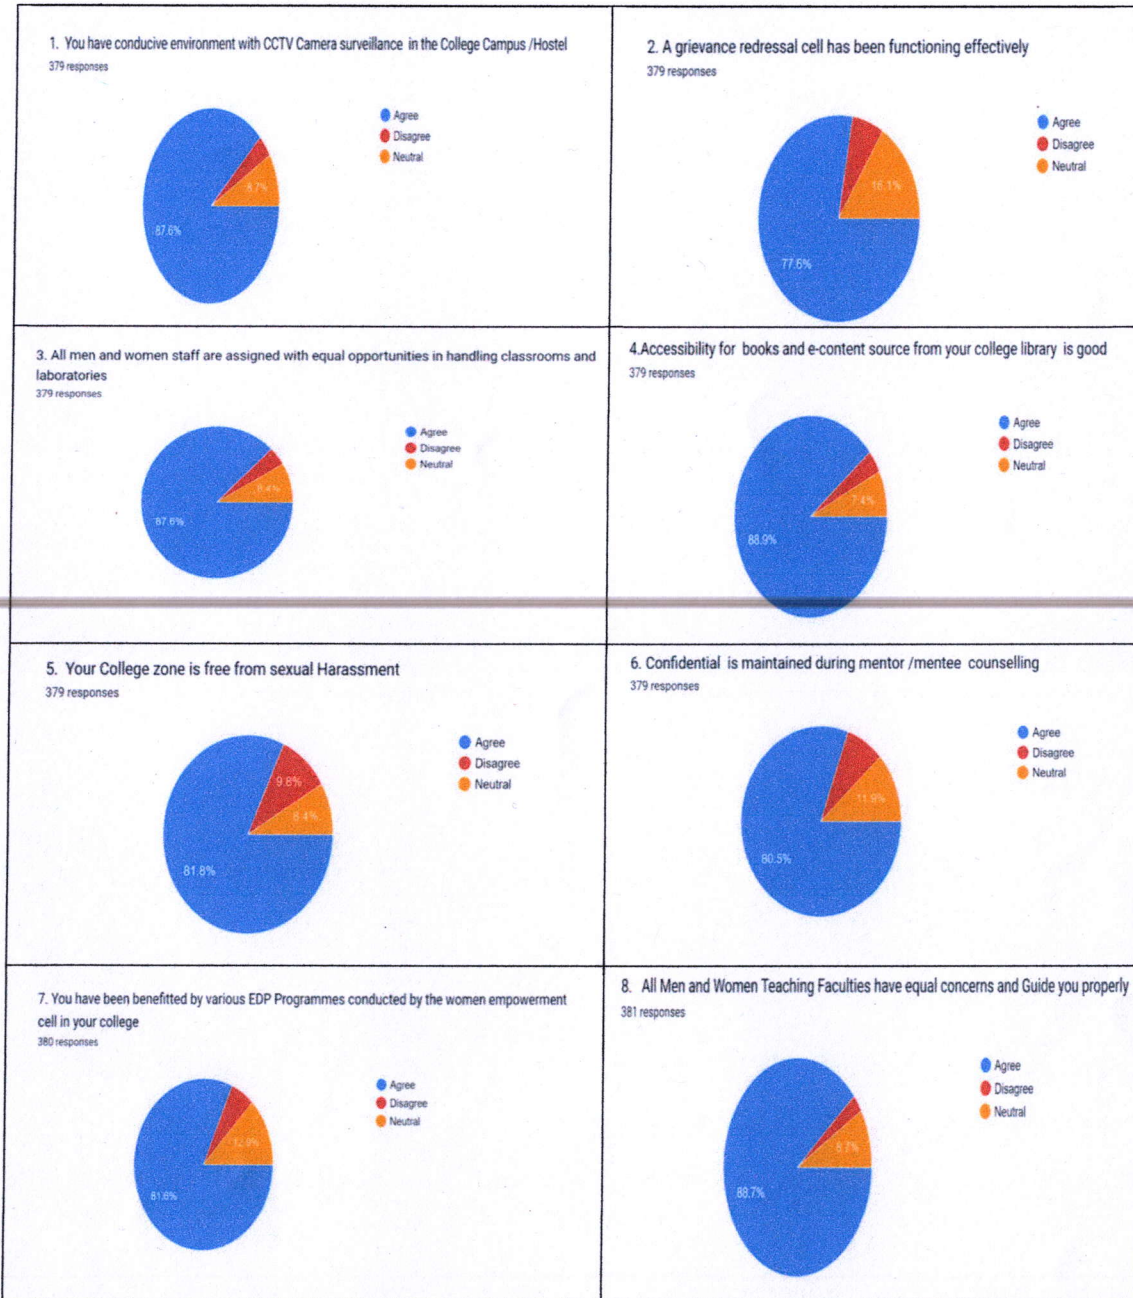 1. You have conducive environment with CCTV Camera surveillance in the College Campus /Hostel
379 responses
Agree
Disagree
Neutral
8.7%
87.6%
2. A grievance redressal cell has been functioning effectively
379 responses
Agree
Disagree
Neutral
16.1%
77.6%
3. All men and women staff are assigned with equal opportunities in handling classrooms and
laboratories
379 responses
Agree
Disagree
Neutral
8.4%
87.6%
4.Accessibility for books and e-content source from your college library is good
379 responses
Agree
Disagree
Neutral
7.4%
88.9%
5. Your College zone is free from sexual Harassment
379 responses
Agree
Disagree
Neutral
9.8%
8.4%
81.8%
6. Confidential is maintained during mentor /mentee counselling
379 responses
Agree
Disagree
Neutral
11.9%
80.5%
7. You have been benefitted by various EDP Programmes conducted by the women empowerment
cell in your college
380 responses
Agree
Disagree
Neutral
12.9%
81.6%
8. All Men and Women Teaching Faculties have equal concerns and Guide you properly
381 responses
Agree
Disagree
Neutral
8.7%
88.7%